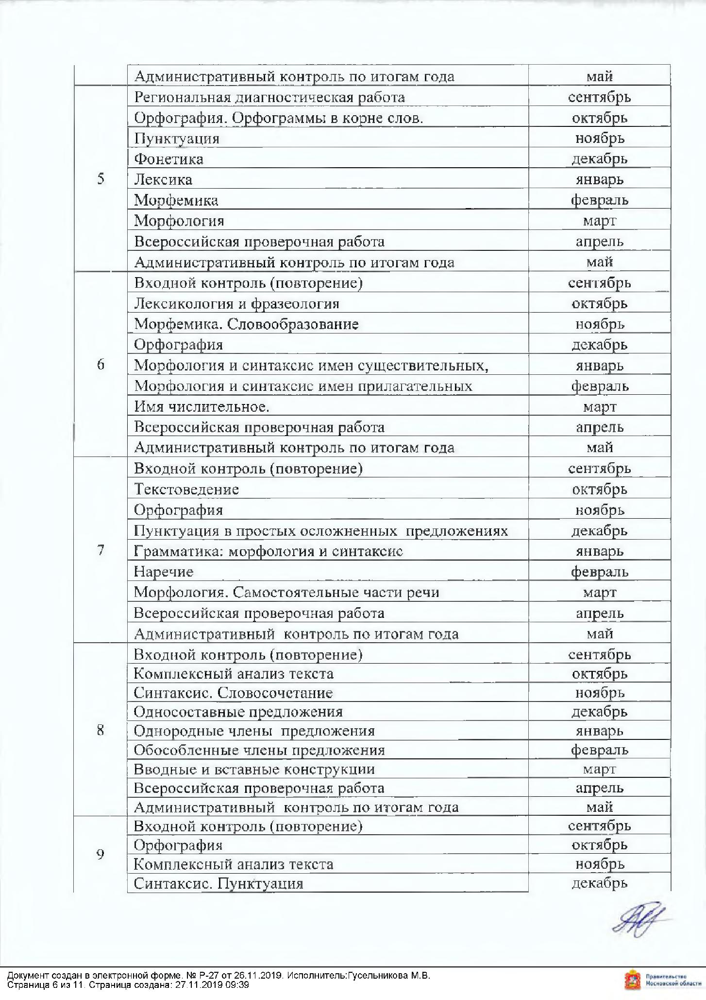 Административный контроль по итогам года май
Региональная диагностическая работа сентябрь
Орфография. Орфограммы в корне слов. октябрь
Пунктуация ноябрь
Фонетика декабрь
5 Лексика январь
Морфемика февраль
Морфология март
Всероссийская проверочная работа апрель
Административный контроль по итогам года май
Входной контроль (повторение) сентябрь
Лексикология и фразеология октябрь
Морфемика. Словообразование ноябрь
Орфография декабрь
6 Морфология и синтаксис имен существительных, январь
Морфология и синтаксис имен прилагательных февраль
Имя числительное. март
Всероссийская проверочная работа апрель
Административный контроль по итогам года май
Входной контроль (повторение) сентябрь
Текстоведение октябрь
Орфография ноябрь
Пунктуация в простых осложненных предложениях декабрь
7 Грамматика: морфология и синтаксис январь
Наречие февраль
Морфология. Самостоятельные части речи март
Всероссийская проверочная работа апрель
Административный контроль по итогам года май
Входной контроль (повторение) сентябрь
Комплексный анализ текста октябрь
Синтаксис. Словосочетание ноябрь
Односоставные предложения декабрь
8 Однородные члены предложения январь
Обособленные члены предложения февраль
Вводные и вставные конструкции март
Всероссийская проверочная работа апрель
Административный контроль по итогам года май
Входной контроль (повторение) сентябрь
Орфография октябрь
9 Комплексный анализ текста ноябрь
Синтаксис. Пунктуация декабрь
Документ создан в электронной форме. № Р-27 от 26.11.2019. Исполнитель:Гусельникова М.В.
Страница 6 из 11. Страница создана: 27.11.2019 09:39
Правительство
Московской области